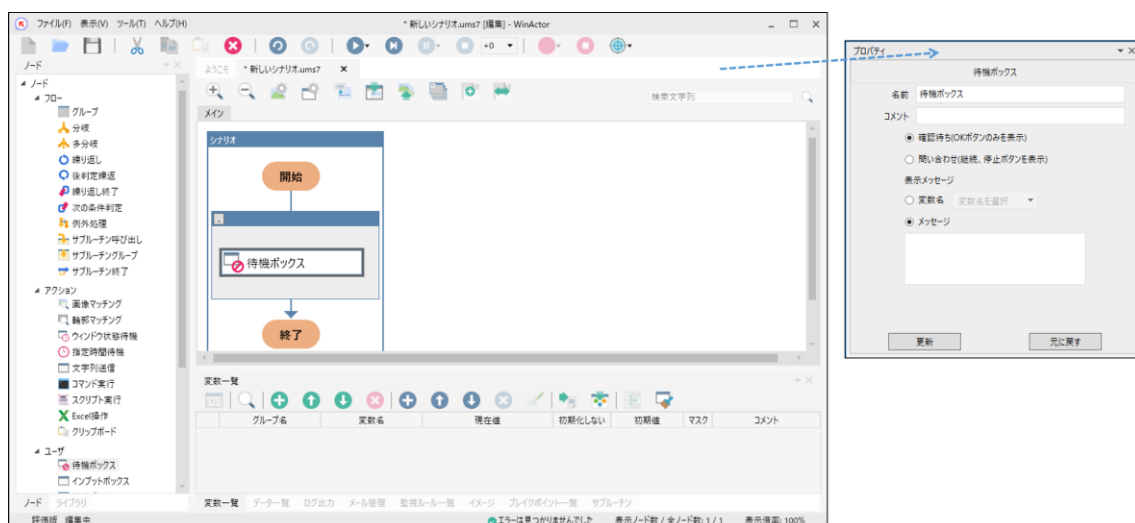 ファイル(F) 表示(V) ツール(T) ヘルプ(H)
* 新しいシナリオ.ums7 [編集] - WinActor
+0
ノード
ノード
フロー
グループ
分岐
多分岐
繰り返し
後判定繰返
繰り返し終了
次の条件判定
例外処理
サブルーチン呼び出し
サブルーチングループ
サブルーチン終了
アクション
画像マッチング
輪郭マッチング
ウィンドウ状態待機
指定時間待機
文字列送信
コマンド実行
スクリプト実行
Excel操作
クリップボード
ユーザ
待機ボックス
インプットボックス
ノード ライブラリ
ようこそ * 新しいシナリオ.ums7
検索文字列
メイン
シナリオ
開始
待機ボックス
終了
変数一覧
グループ名 変数名 現在値 初期化しない 初期値 マスク コメント
変数一覧 データ一覧 ログ出力 メール管理 監視ルール一覧 イメージ ブレイクポイント一覧 サブルーチン
評価版 編集中 エラーは見つかりませんでした 表示ノード数 / 全ノード数: 1 / 1 表示倍率: 100%
プロパティ
待機ボックス
名前 待機ボックス
コメント
確認待ち(OKボタンのみを表示)
問い合わせ(継続、停止ボタンを表示)
表示メッセージ
変数名 変数名を選択
メッセージ
更新 元に戻す